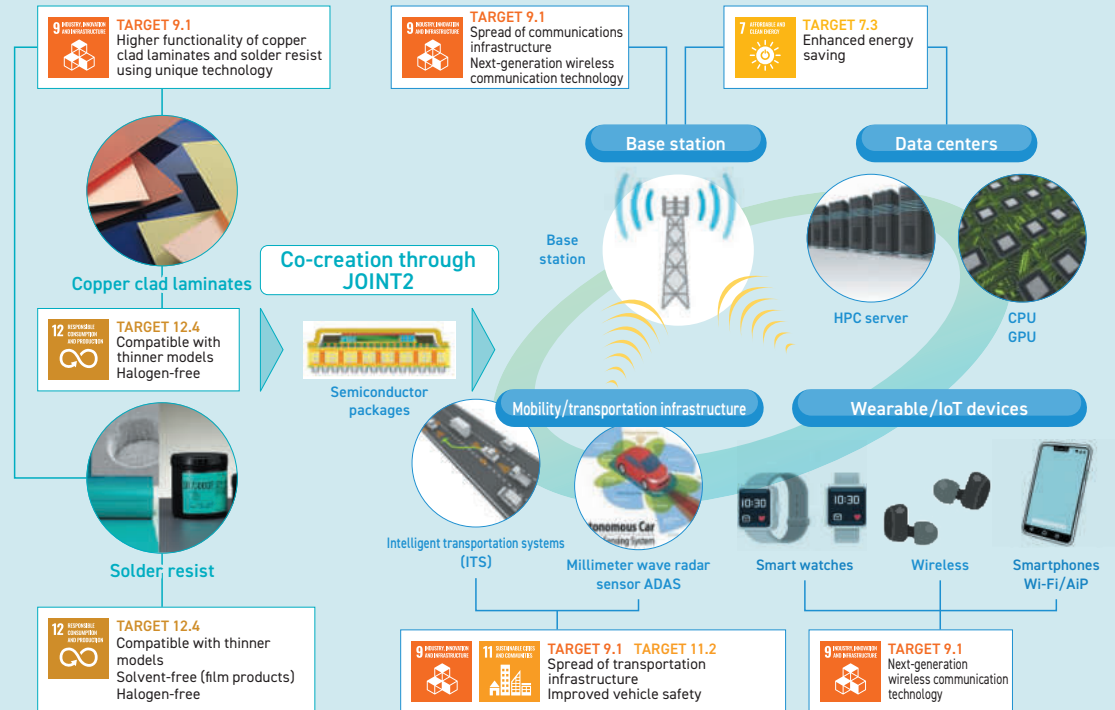 9 INDUSTRY, INNOVATION
AND INFRASTRUCTURE
TARGET 9.1
Higher functionality of copper
clad laminates and solder resist
using unique technology
9 INDUSTRY, INNOVATION
AND INFRASTRUCTURE
TARGET 9.1
Spread of communications
infrastructure
Next-generation wireless
communication technology
7 AFFORDABLE AND
CLEAN ENERGY
TARGET 7.3
Enhanced energy
saving
Base station
Data centers
Base
station
HPC server
CPU
GPU
Copper clad laminates
Co-creation through
JOINT2
12 RESPONSIBLE
CONSUMPTION
AND PRODUCTION
TARGET 12.4
Compatible with
thinner models
Halogen-free
Semiconductor
packages
Mobility/transportation infrastructure
Wearable/IoT devices
10:30
10:30
tonomous Car
ensing System
Intelligent transportation systems
(ITS)
Millimeter wave radar
sensor ADAS
Smart watches
Wireless
Smartphones
Wi-Fi/AiP
Solder resist
12 RESPONSIBLE
CONSUMPTION
AND PRODUCTION
TARGET 12.4
Compatible with thinner
models
Solvent-free (film products)
Halogen-free
9 INDUSTRY, INNOVATION
AND INFRASTRUCTURE
11 SUSTAINABLE CITIES
AND COMMUNITIES
TARGET 9.1 TARGET 11.2
Spread of transportation
infrastructure
Improved vehicle safety
9 INDUSTRY, INNOVATION
AND INFRASTRUCTURE
TARGET 9.1
Next-generation
wireless communication
technology